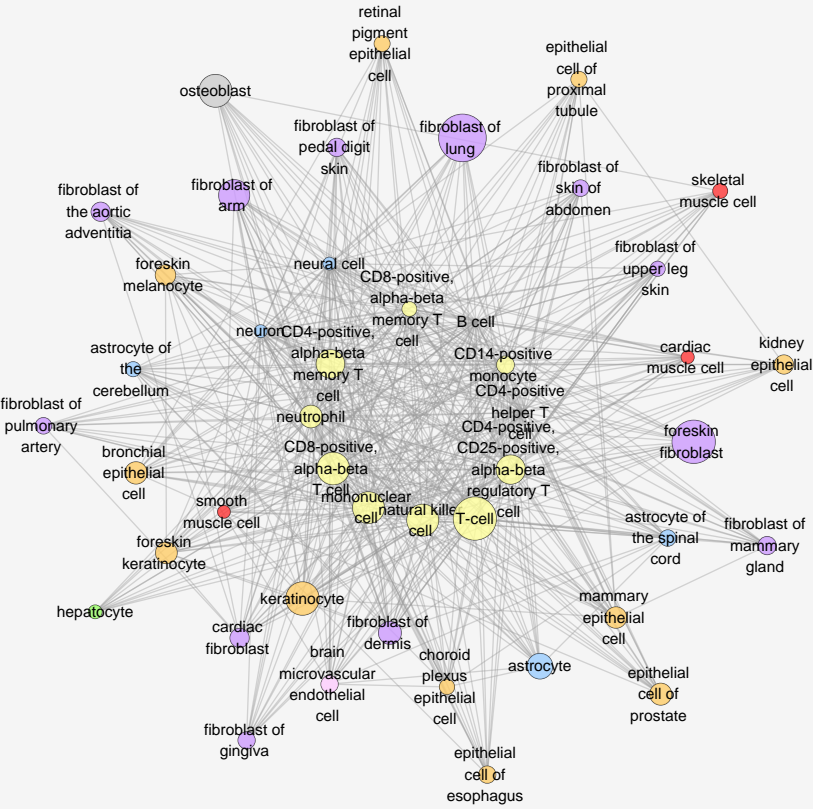 retinal
pigment
epithelial
cell
epithelial
cell of
proximal
tubule
osteoblast
fibroblast of
pedal digit
skin
fibroblast of
lung
fibroblast of
skin of
abdomen
skeletal
muscle cell
fibroblast of
arm
fibroblast of
the aortic
adventitia
fibroblast of
upper leg
skin
foreskin
melanocyte
neural cell
CD8-positive,
alpha-beta
memory T
cell
B cell
neuron
CD4-positive,
alpha-beta
memory T
cell
CD14-positive
monocyte
cardiac
muscle cell
kidney
epithelial
cell
astrocyte of
the
cerebellum
CD4-positive
helper T
cell
fibroblast of
pulmonary
artery
neutrophil
CD4-positive,
CD25-positive,
alpha-beta
regulatory T
cell
foreskin
fibroblast
bronchial
epithelial
cell
CD8-positive,
alpha-beta
T cell
mononuclear
cell
natural kille
cell
T-cell
smooth
muscle cell
astrocyte of
the spinal
cord
fibroblast of
mammary
gland
foreskin
keratinocyte
hepatocyte
keratinocyte
cardiac
fibroblast
fibroblast of
dermis
mammary
epithelial
cell
brain
microvascular
endothelial
cell
choroid
plexus
epithelial
cell
astrocyte
epithelial
cell of
prostate
fibroblast of
gingiva
epithelial
cell of
esophagus